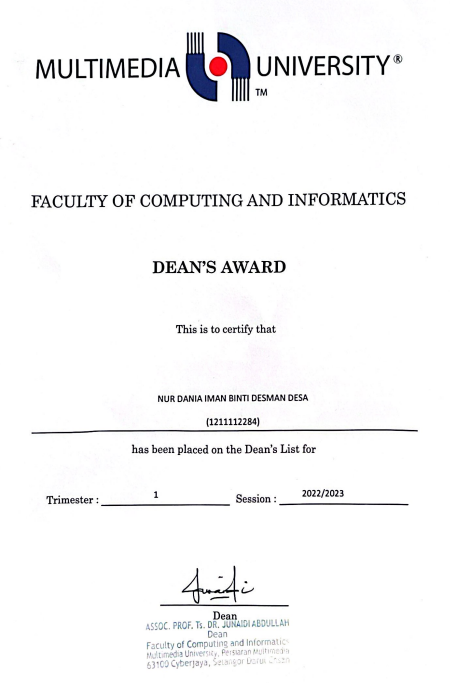 MULTIMEDIA UNIVERSITY ®
TM
FACULTY OF COMPUTING AND INFORMATICS
DEAN'S AWARD
This is to certify that
NUR DANIA IMAN BINTI DESMAN DESA
(1211112284)
has been placed on the Dean's List for
Trimester : 1 Session : 2022/2023
Dean
ASSOC. PROF. Ts. DR. JUNAIDI ABDULLAH
Dean
Faculty of Computing and Informatics
Multimedia University, Persiaran Multimedia
63100 Cyberjaya, Selangor Darul Ehsan